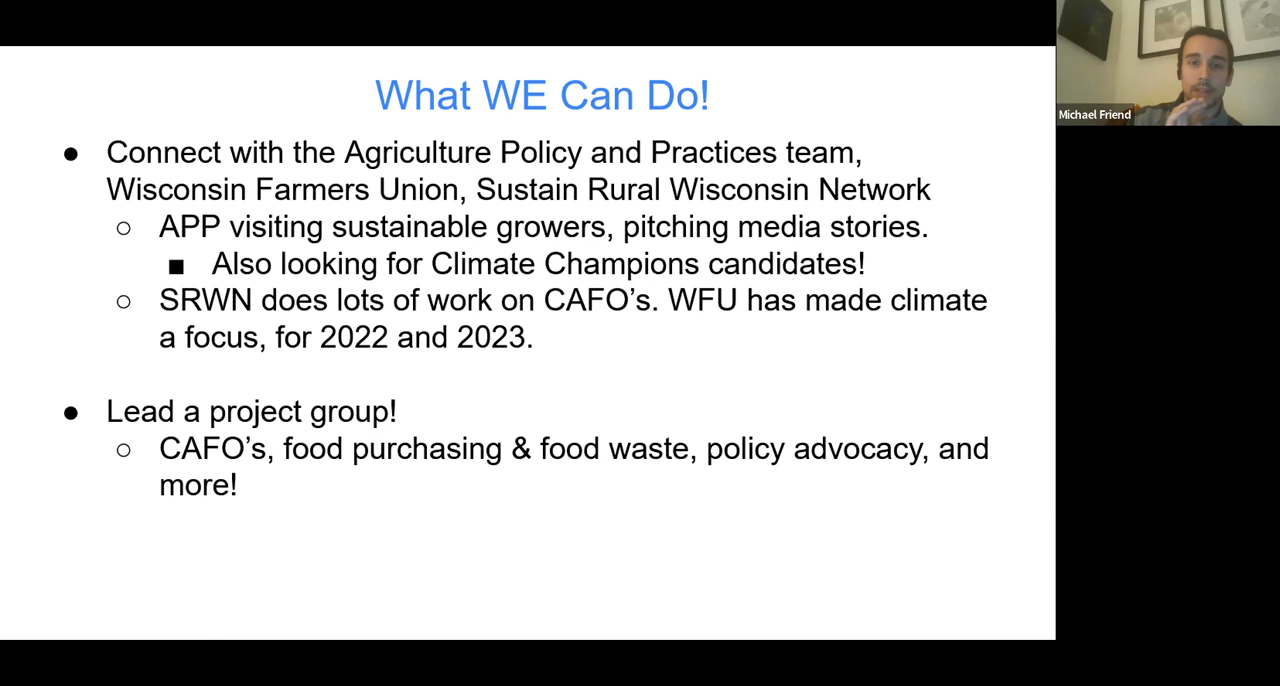 What WE Can Do!
● Connect with the Agriculture Policy and Practices team,
Wisconsin Farmers Union, Sustain Rural Wisconsin Network
○ APP visiting sustainable growers, pitching media stories.
■ Also looking for Climate Champions candidates!
○ SRWN does lots of work on CAFO’s. WFU has made climate
a focus, for 2022 and 2023.
● Lead a project group!
○ CAFO’s, food purchasing & food waste, policy advocacy, and
more!
Michael Friend